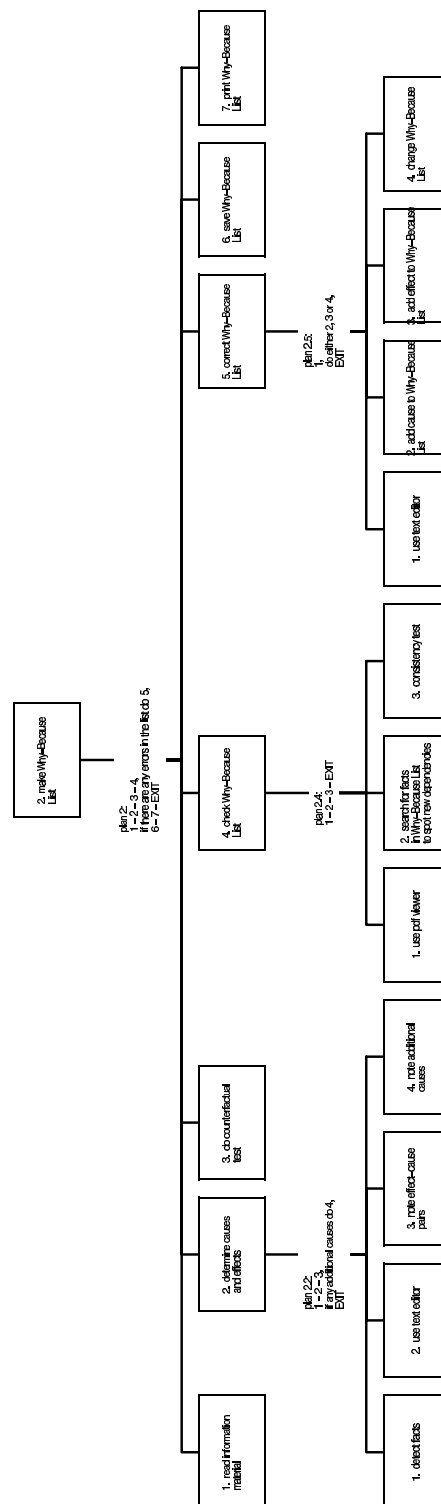 2. make Why–Because
List
plan 2:
1 – 2 – 3 – 4,
if there are any errors in the list do 5,
6 – 7 – EXIT
1. read information
material
2. determine causes
and effects
3. do counterfactual
test
4. check Why–Because
List
5. correct Why–Because
List
6. save Why–Because
List
7. print Why–Because
List
plan 2.2:
1 – 2 – 3,
if any additional causes do 4,
EXIT
plan 2.4:
1 – 2 – 3 – EXIT
plan 2.5:
1,
do either 2, 3 or 4,
EXIT
1. detect facts
2. use text editor
3. note effect–cause
pairs
4. note additional
causes
1. use pdf viewer
2. search for facts
in Why–Because List
to spot new dependencies
3. consistency test
1. use text editor
2. add cause to Why–Because
List
3. add effect to Why–Because
List
4. change Why–Because
List